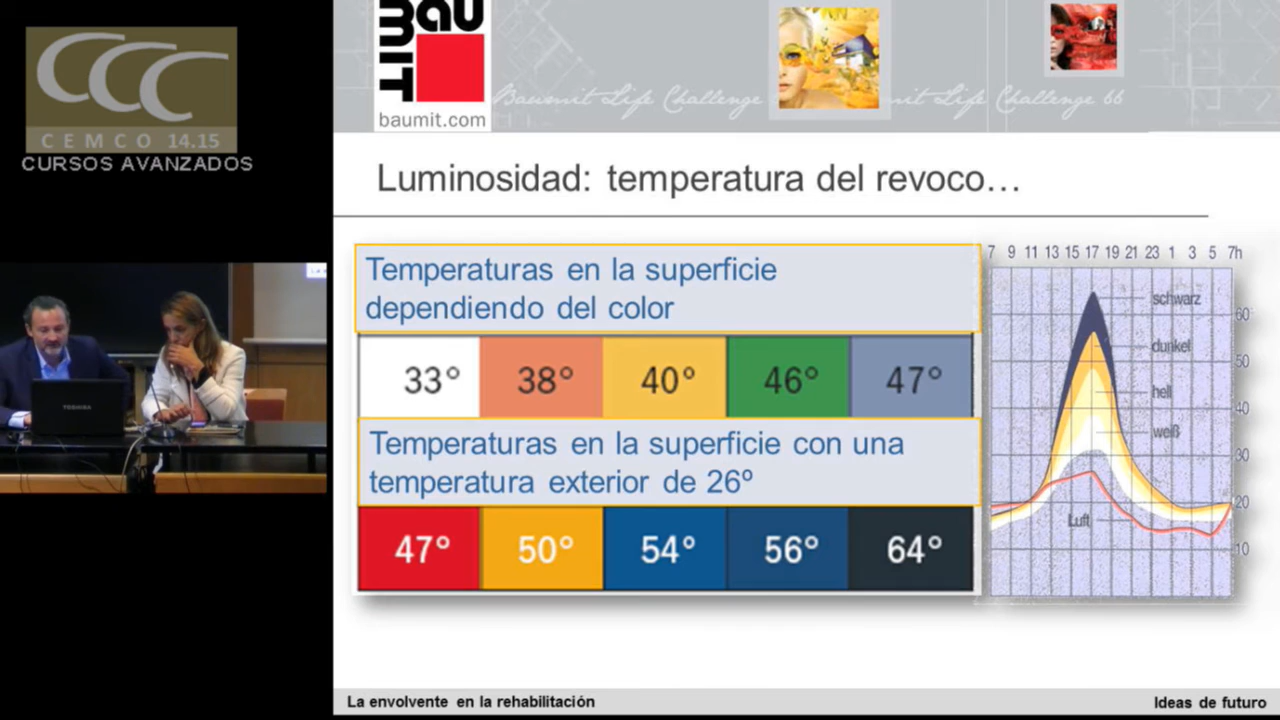 CCC
CEMCO 14.15
CURSOS AVANZADOS
bauMIT
baumit.com
Baumit Life Challenge
mit Life Challenge 66
Luminosidad: temperatura del revoco…
Temperaturas en la superficie
dependiendo del color
33° 38° 40° 46° 47°
Temperaturas en la superficie con una
temperatura exterior de 26º
47° 50° 54° 56° 64°
7 9 11 13 15 17 19 21 23 1 3 5 7h
schwarz
60°
dunkel
50
hell
40
weiß
30
20
Luft
10
TOSHIBA
La envolvente en la rehabilitación
Ideas de futuro